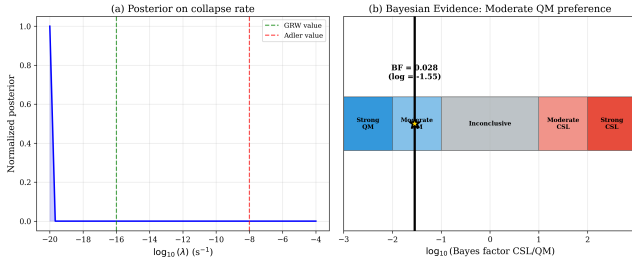 (a) Posterior on collapse rate
Normalized posterior
1.0
0.8
0.6
0.4
0.2
0.0
GRW value
Adler value
−20
−18
−16
−14
−12
−10
−8
−6
−4
log₁₀(λ) (s⁻¹)
(b) Bayesian Evidence: Moderate QM preference
BF = 0.028
(log = -1.55)
Strong
QM
Moderate
QM
Inconclusive
Moderate
CSL
Strong
CSL
−3
−2
−1
0
1
2
log₁₀(Bayes factor CSL/QM)